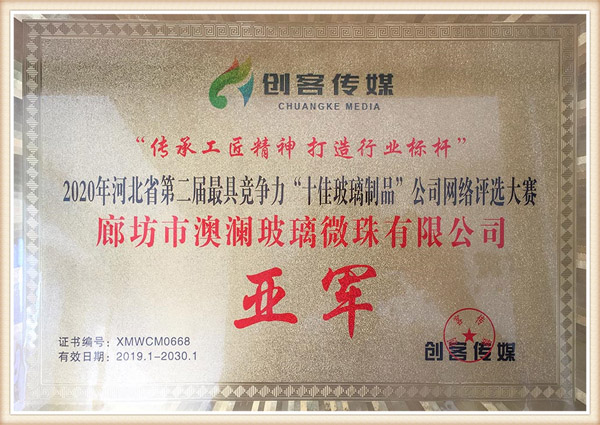 创客传媒
CHUANGKE MEDIA
“传承工匠精神 打造行业标杆”
2020年河北省第二届最具竞争力“十佳玻璃制品”公司网络评选大赛
廊坊市澳澜玻璃微珠有限公司
亚军
证书编号：XMWCM0668
有效日期：2019.1-2030.1
创客传媒